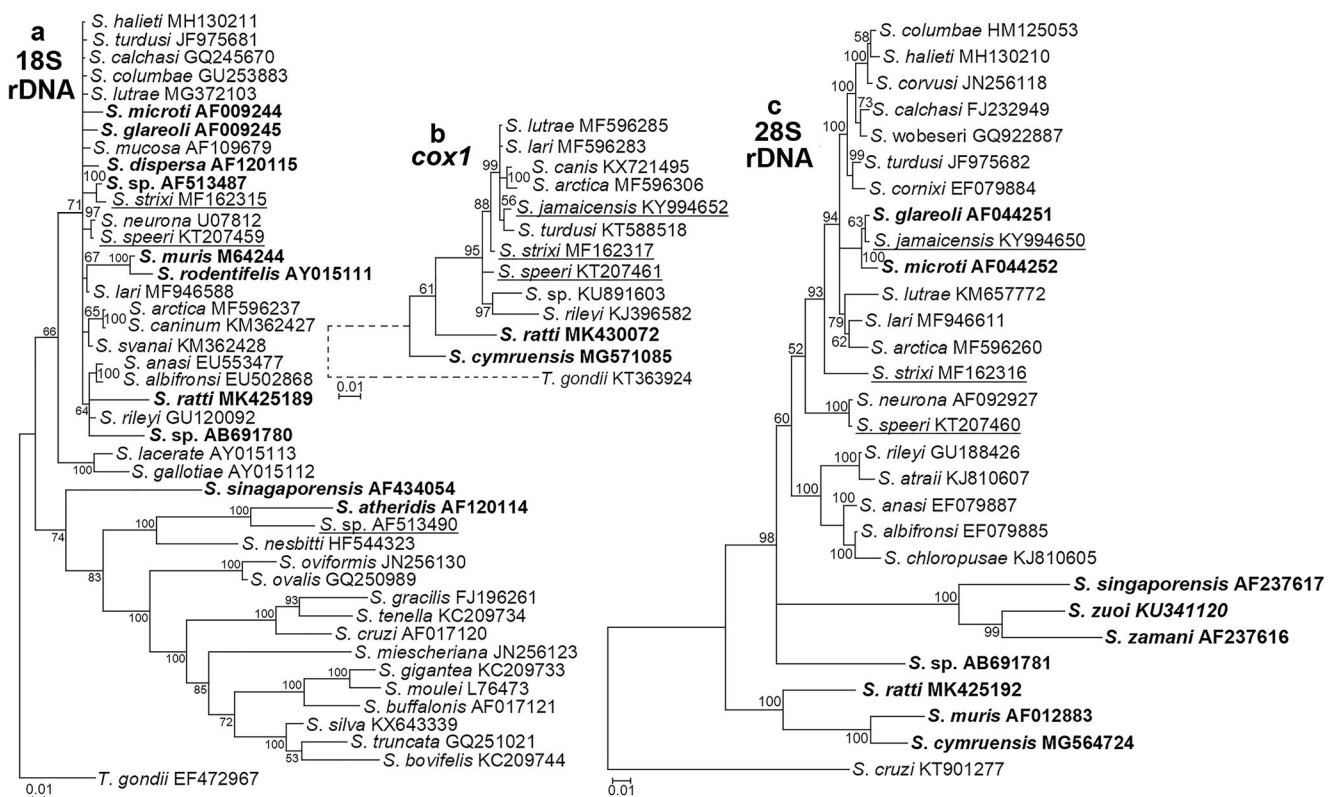 a
18S
rDNA
S. halieti MH130211
S. turdusi JF975681
S. calchasi GQ245670
S. columbae GU253883
S. lutrae MG372103
S. microti AF009244
S. glareoli AF009245
S. mucosa AF109679
S. dispersa AF120115
100
S. sp. AF513487
S. strixi MF162315
71
97
S. neurona U07812
S. speeri KT207459
67
100
S. muris M64244
S. rodentifelis AY015111
S. lari MF946588
S. arctica MF596237
65
100
S. caninum KM362427
66
S. svanai KM362428
S. anasi EU553477
100
S. albifronsi EU502868
S. ratti MK425189
64
S. rileyi GU120092
S. sp. AB691780
S. lacerate AY015113
100
S. gallotiae AY015112
S. sinagaporensis AF434054
74
100
S. atheridis AF120114
100
S. sp. AF513490
S. nesbitti HF544323
83
100
S. oviformis JN256130
S. ovalis GQ250989
93
S. gracilis FJ196261
100
100
S. tenella KC209734
S. cruzi AF017120
100
S. miescheriana JN256123
100
S. gigantea KC209733
85
100
S. moulei L76473
S. buffalonis AF017121
72
S. silva KX643339
100
S. truncata GQ251021
53
S. bovifelis KC209744
T. gondii EF472967
0.01
b
cox1
S. lutrae MF596285
S. lari MF596283
99
S. canis KX721495
100
S. arctica MF596306
88
56
S. jamaicensis KY994652
S. turdusi KT588518
95
S. strixi MF162317
S. speeri KT207461
61
S. sp. KU891603
97
S. rileyi KJ396582
S. ratti MK430072
S. cymruensis MG571085
T. gondii KT363924
0.01
c
28S
rDNA
58
S. columbae HM125053
100
S. halieti MH130210
S. corvusi JN256118
100
73
S. calchasi FJ232949
100
S. wobeseri GQ922887
99
S. turdusi JF975682
S. cornixi EF079884
94
63
S. glareoli AF044251
S. jamaicensis KY994650
100
S. microti AF044252
93
S. lutrae KM657772
79
S. lari MF946611
62
S. arctica MF596260
52
S. strixi MF162316
100
S. neurona AF092927
60
S. speeri KT207460
100
S. rileyi GU188426
S. atraii KJ810607
100
100
S. anasi EF079887
S. albifronsi EF079885
98
100
S. chloropusae KJ810605
100
S. singaporensis AF237617
S. zuoi KU341120
99
S. zamani AF237616
S. sp. AB691781
100
S. ratti MK425192
S. muris AF012883
100
S. cymruensis MG564724
S. cruzi KT901277
0.01